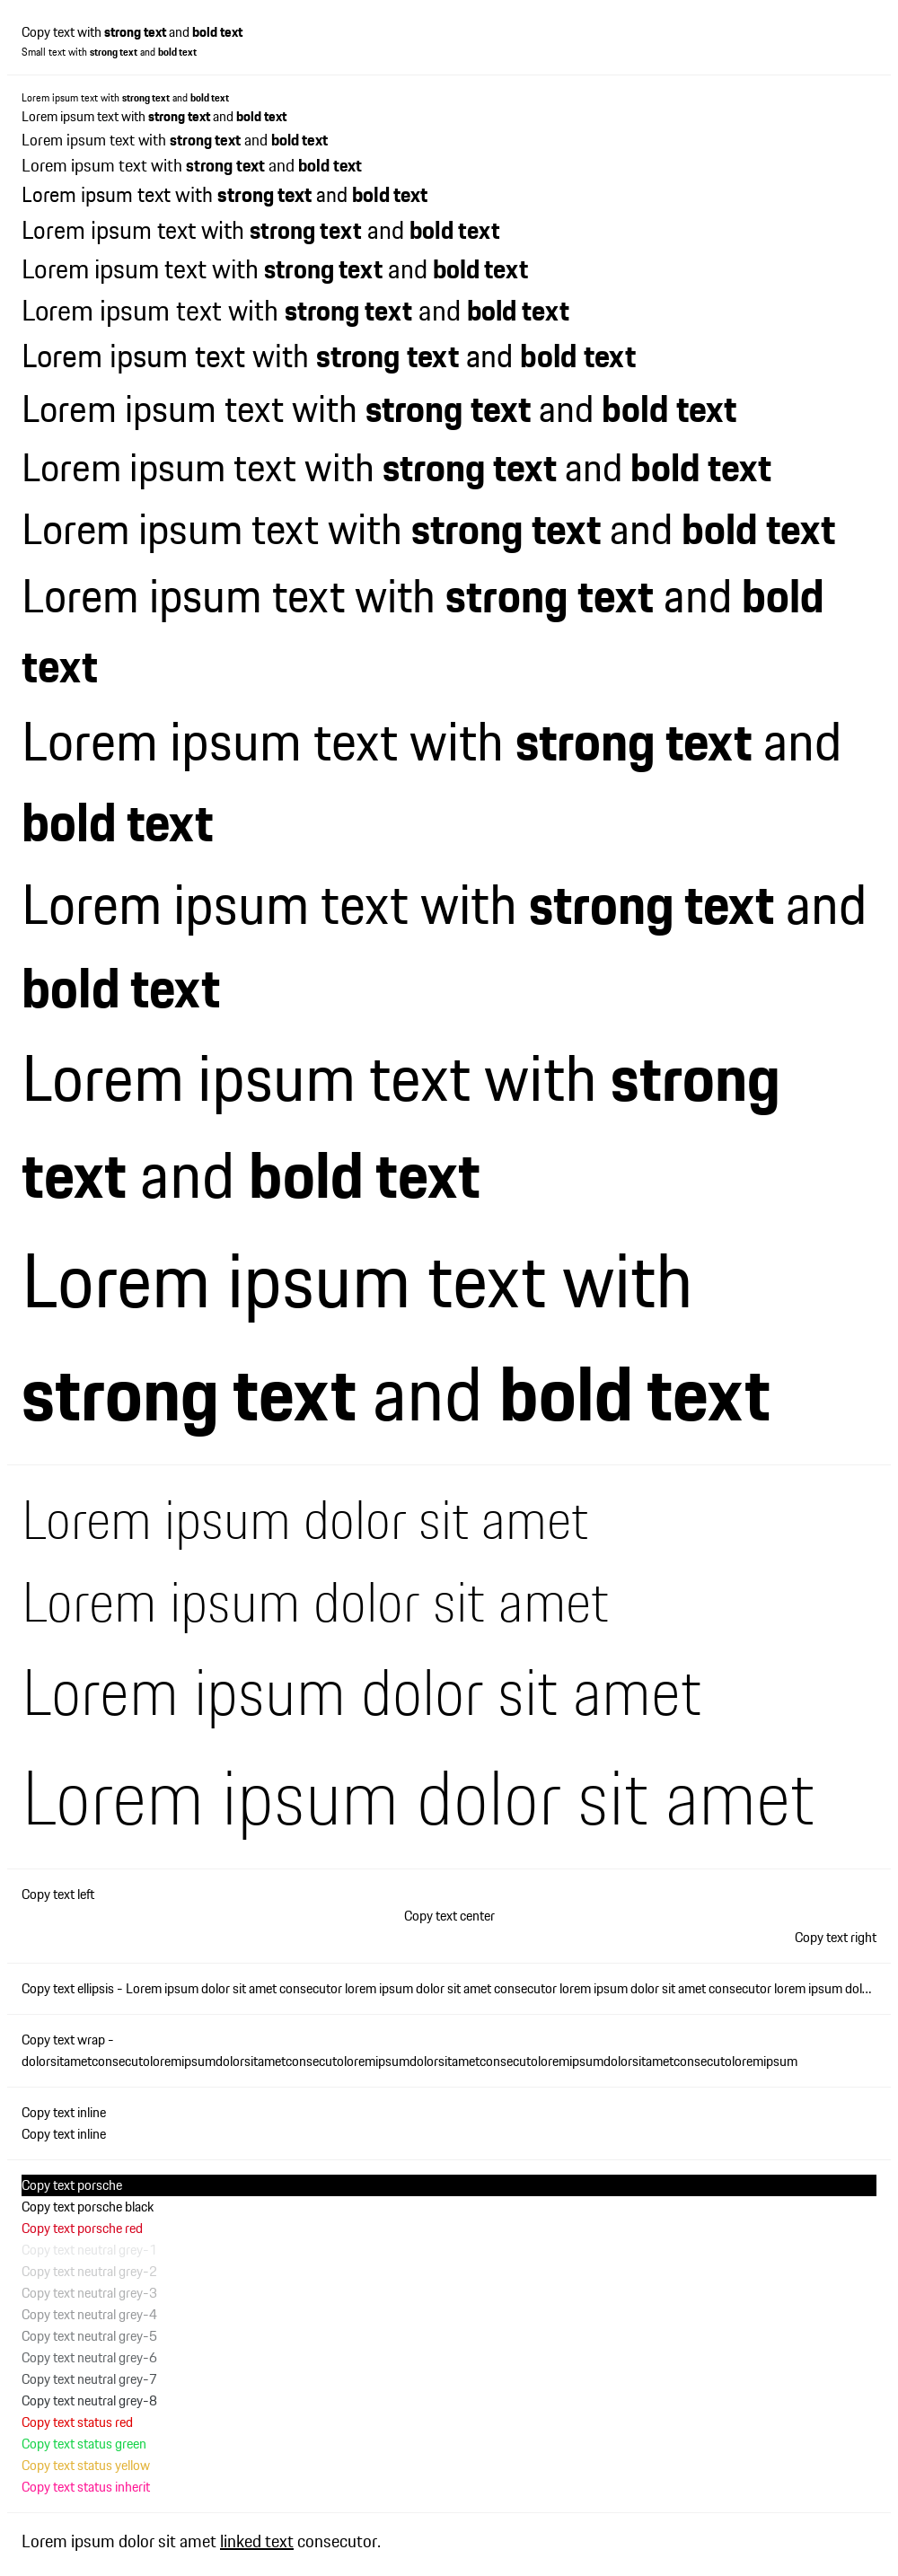 Copy text with strong text and bold text
Small text with strong text and bold text
Lorem ipsum text with strong text and bold text
Lorem ipsum text with strong text and bold text
Lorem ipsum text with strong text and bold text
Lorem ipsum text with strong text and bold text
Lorem ipsum text with strong text and bold text
Lorem ipsum text with strong text and bold text
Lorem ipsum text with strong text and bold text
Lorem ipsum text with strong text and bold text
Lorem ipsum text with strong text and bold text
Lorem ipsum text with strong text and bold text
Lorem ipsum text with strong text and bold text
Lorem ipsum text with strong text and bold text
Lorem ipsum text with strong text and bold
text
Lorem ipsum text with strong text and
bold text
Lorem ipsum text with strong text and
bold text
Lorem ipsum text with strong
text and bold text
Lorem ipsum text with
strong text and bold text
Lorem ipsum dolor sit amet
Lorem ipsum dolor sit amet
Lorem ipsum dolor sit amet
Lorem ipsum dolor sit amet
Copy text left
Copy text center
Copy text right
Copy text ellipsis - Lorem ipsum dolor sit amet consecutor lorem ipsum dolor sit amet consecutor lorem ipsum dolor sit amet consecutor lorem ipsum dol...
Copy text wrap -
dolorsitametconsecutoloremipsumdolorsitametconsecutoloremipsumdolorsitametconsecutoloremipsumdolorsitametconsecutoloremipsum
Copy text inline
Copy text inline
Copy text porsche
Copy text porsche black
Copy text porsche red
Copy text neutral grey-1
Copy text neutral grey-2
Copy text neutral grey-3
Copy text neutral grey-4
Copy text neutral grey-5
Copy text neutral grey-6
Copy text neutral grey-7
Copy text neutral grey-8
Copy text status red
Copy text status green
Copy text status yellow
Copy text status inherit
Lorem ipsum dolor sit amet linked text consecutor.